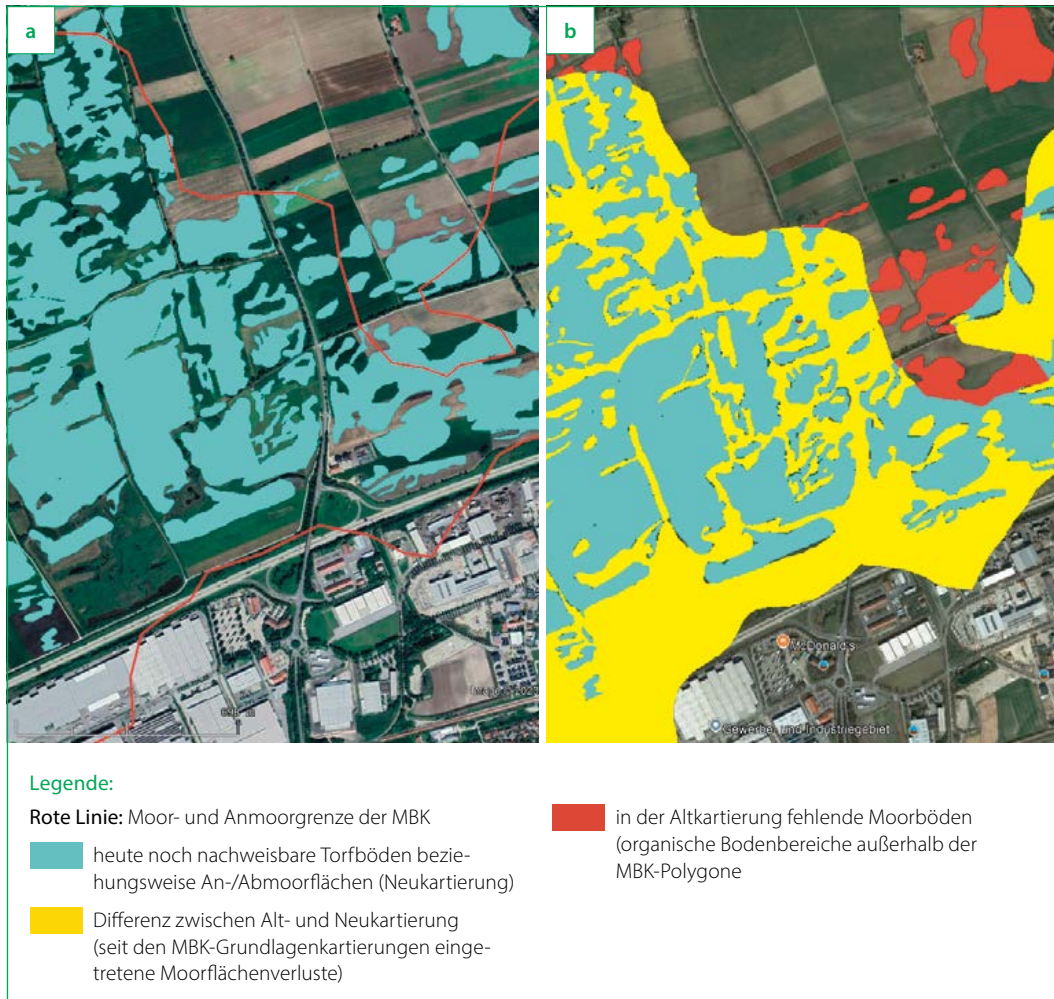 a
b
698 m
McDonald's
Gewerbe- und Industriegebiet
Legende:
Rote Linie: Moor- und Anmoorgrenze der MBK
heute noch nachweisbare Torfböden bezie-
hungsweise An-/Abmoorflächen (Neukartierung)
Differenz zwischen Alt- und Neukartierung
(seit den MBK-Grundlagenkartierungen einge-
tretene Moorflächenverluste)
in der Altkartierung fehlende Moorböden
(organische Bodenbereiche außerhalb der
MBK-Polygone